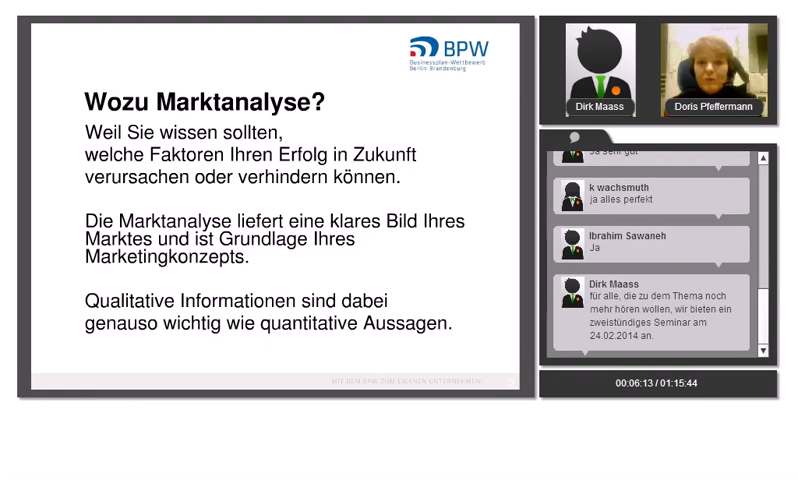 BPW
Businessplan-Wettbewerb
Berlin-Brandenburg
Wozu Marktanalyse?
Weil Sie wissen sollten,
welche Faktoren Ihren Erfolg in Zukunft
verursachen oder verhindern können.
Die Marktanalyse liefert eine klares Bild Ihres
Marktes und ist Grundlage Ihres
Marketingkonzepts.
Qualitative Informationen sind dabei
genauso wichtig wie quantitative Aussagen.
MIT DEM BPW ZUM EIGENEN UNTERNEHMEN!
Dirk Maass
Doris Pfeffermann
Ja sehr gut
k wachsmuth
ja alles perfekt
Ibrahim Sawaneh
Ja
Dirk Maass
für alle, die zu dem Thema noch
mehr hören wollen, wir bieten ein
zweistündiges Seminar am
24.02.2014 an.
00:06:13 / 01:15:44